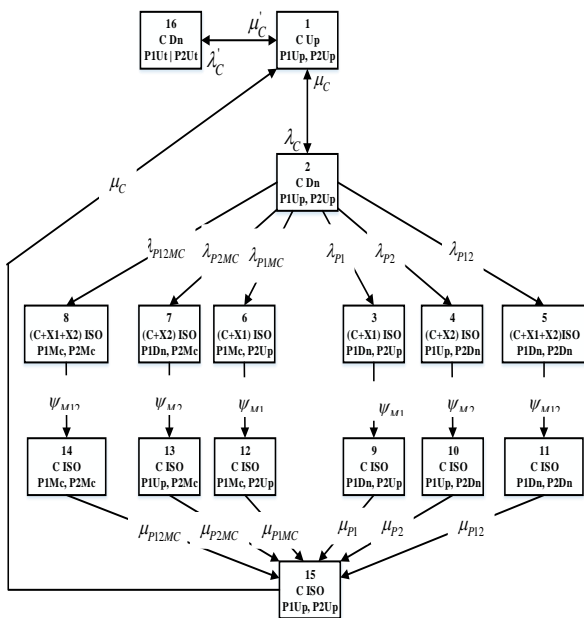 16
C Dn
P1Ut | P2Ut
μ'C
λ'C
1
C Up
P1Up, P2Up
μC
λC
μC
2
C Dn
P1Up, P2Up
λP12MC
λP2MC
λP1MC
λP1
λP2
λP12
8
(C+X1+X2) ISO
P1Mc, P2Mc
7
(C+X2) ISO
P1Dn, P2Mc
6
(C+X1) ISO
P1Mc, P2Up
3
(C+X1) ISO
P1Dn, P2Up
4
(C+X2) ISO
P1Up, P2Dn
5
(C+X1+X2)ISO
P1Dn, P2Dn
ψM12
ψM2
ψM1
ψM1
ψM2
ψM12
14
C ISO
P1Mc, P2Mc
13
C ISO
P1Up, P2Mc
12
C ISO
P1Mc, P2Up
9
C ISO
P1Dn, P2Up
10
C ISO
P1Up, P2Dn
11
C ISO
P1Dn, P2Dn
μP12MC
μP2MC
μP1MC
μP1
μP2
μP12
15
C ISO
P1Up, P2Up